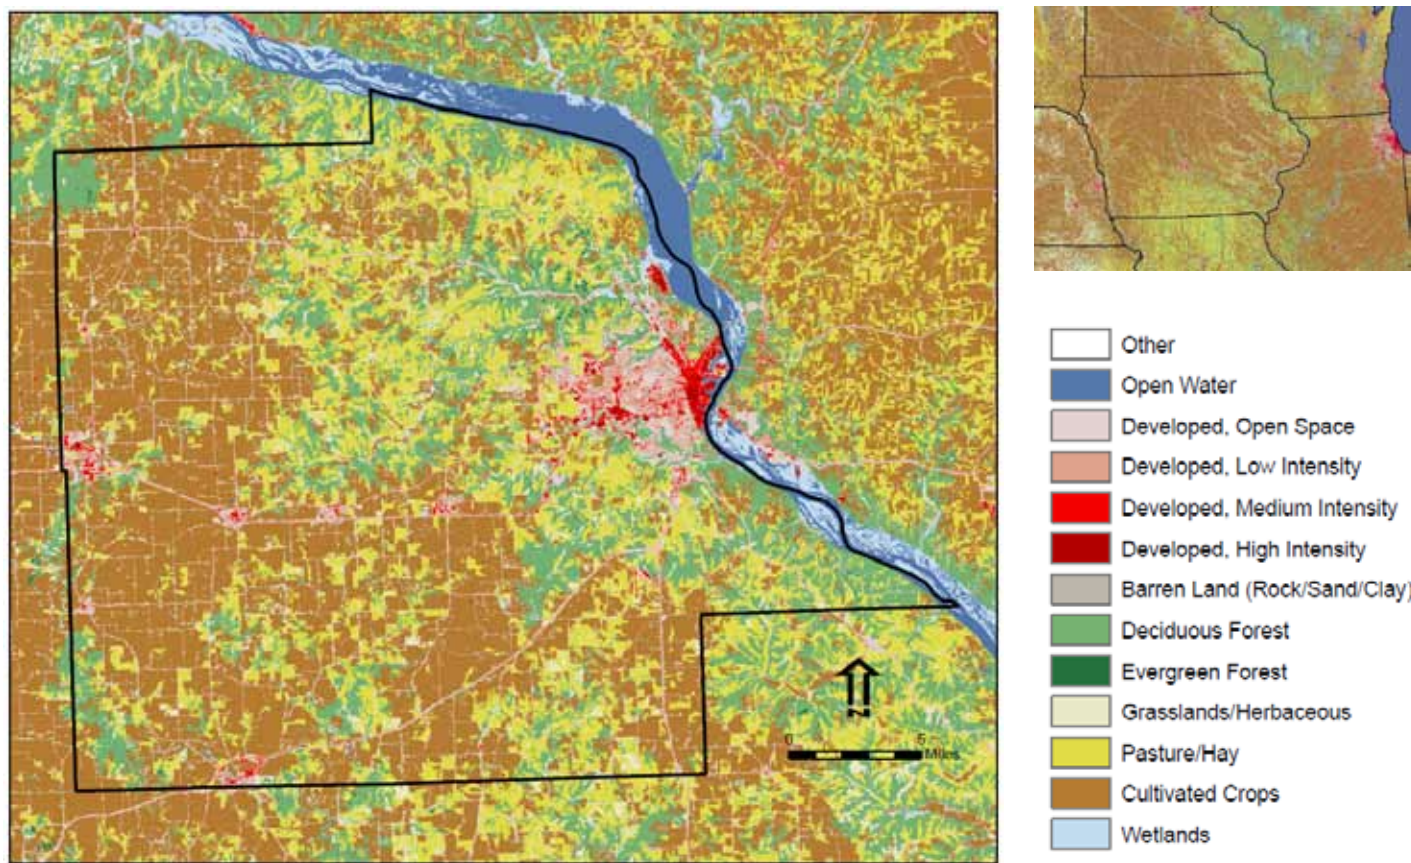 Other
Open Water
Developed, Open Space
Developed, Low Intensity
Developed, Medium Intensity
Developed, High Intensity
Barren Land (Rock/Sand/Clay)
Deciduous Forest
Evergreen Forest
Grasslands/Herbaceous
Pasture/Hay
Cultivated Crops
Wetlands
N
0 5
Miles